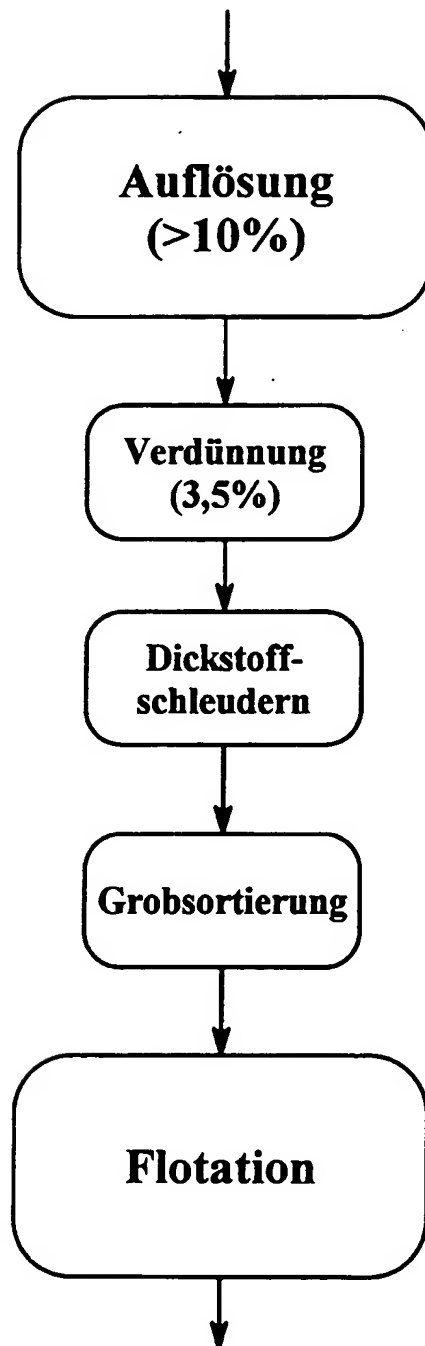 Auflösung
(>10%)
Verdünnung
(3,5%)
Dickstoff-
schleudern
Grobsortierung
Flotation